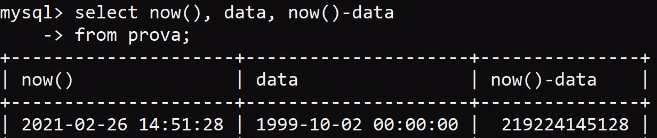 mysql> select now(), data, now()-data
    -> from prova;
+---------------------+---------------------+--------------+
| now()               | data                | now()-data   |
+---------------------+---------------------+--------------+
| 2021-02-26 14:51:28 | 1999-10-02 00:00:00 | 219224145128 |